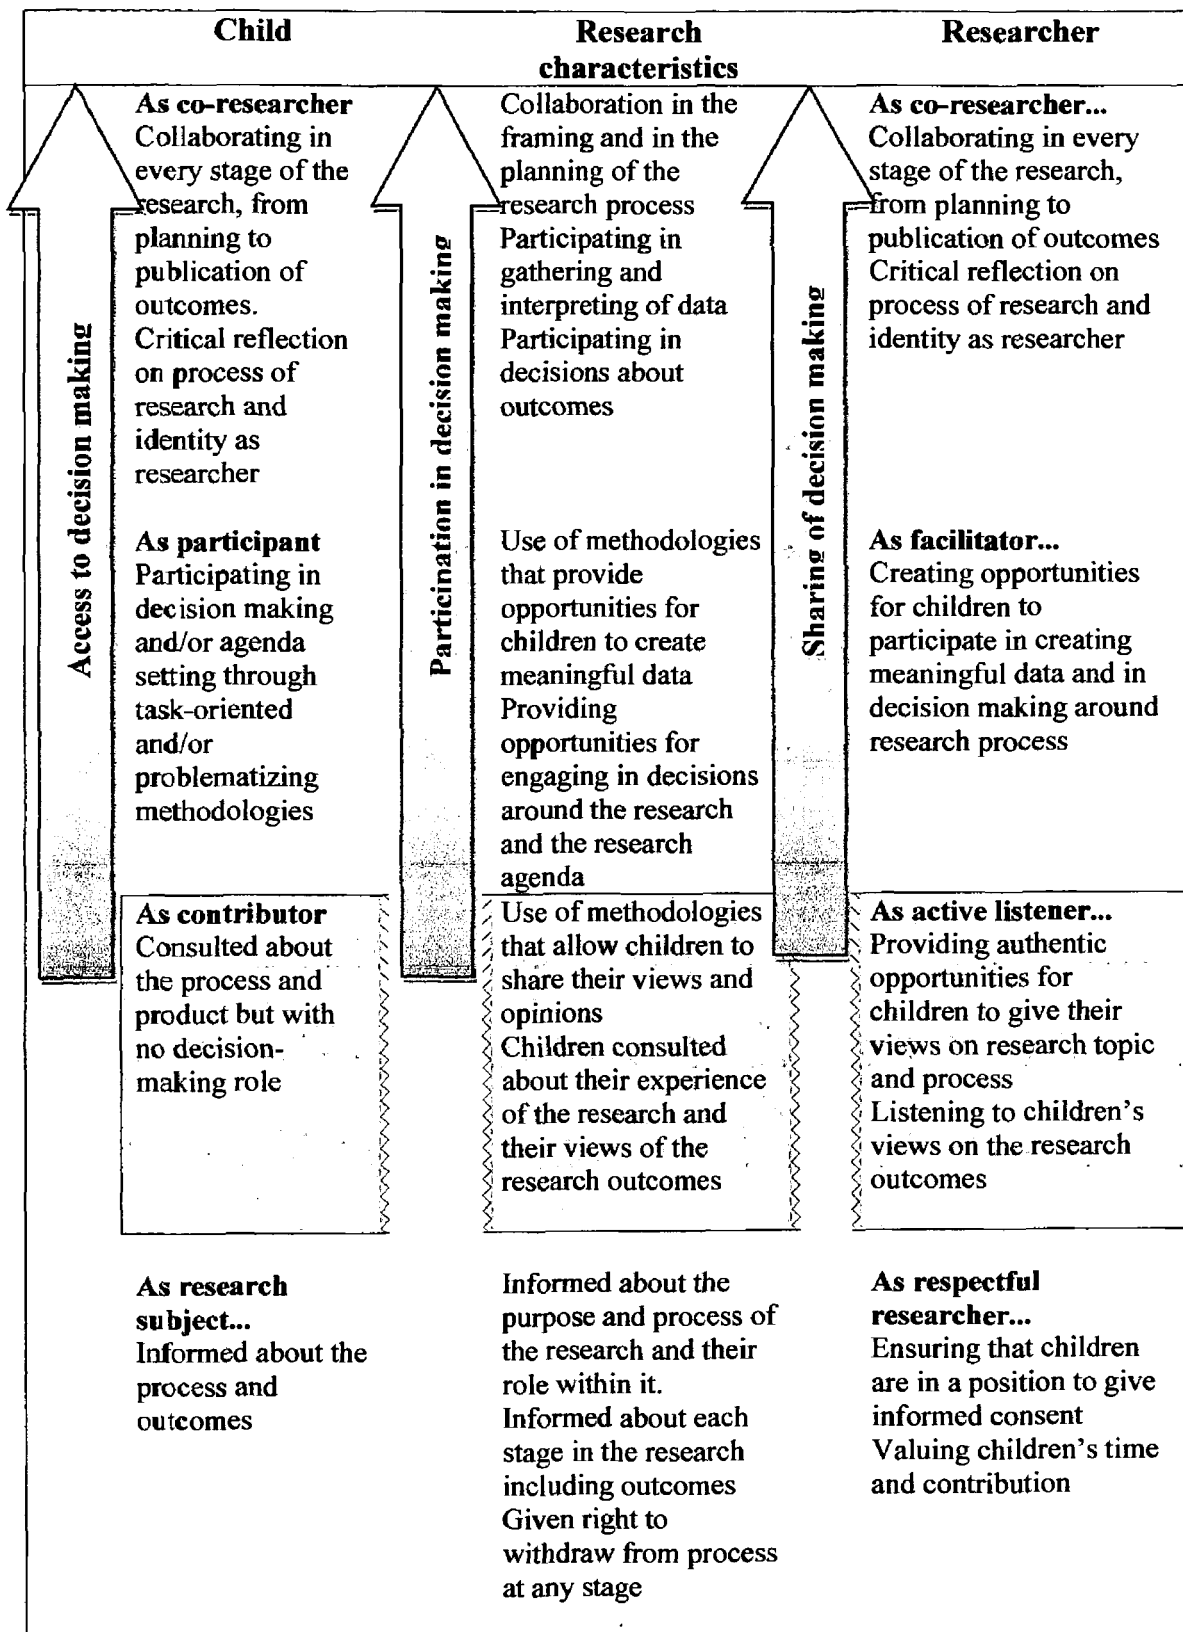 Child
Research
characteristics
Researcher
Access to decision making
As co-researcher
Collaborating in
every stage of the
research, from
planning to
publication of
outcomes.
Critical reflection
on process of
research and
identity as
researcher
Participation in decision making
Collaboration in the
framing and in the
planning of the
research process
Participating in
gathering and
interpreting of data
Participating in
decisions about
outcomes
Sharing of decision making
As co-researcher...
Collaborating in every
stage of the research,
from planning to
publication of outcomes
Critical reflection on
process of research and
identity as researcher
As participant
Participating in
decision making
and/or agenda
setting through
task-oriented
and/or
problematizing
methodologies
Use of methodologies
that provide
opportunities for
children to create
meaningful data
Providing
opportunities for
engaging in decisions
around the research
and the research
agenda
As facilitator...
Creating opportunities
for children to
participate in creating
meaningful data and in
decision making around
research process
As contributor
Consulted about
the process and
product but with
no decision-
making role
Use of methodologies
that allow children to
share their views and
opinions
Children consulted
about their experience
of the research and
their views of the
research outcomes
As active listener...
Providing authentic
opportunities for
children to give their
views on research topic
and process
Listening to children's
views on the research
outcomes
As research
subject...
Informed about the
process and
outcomes
Informed about the
purpose and process of
the research and their
role within it.
Informed about each
stage in the research
including outcomes
Given right to
withdraw from process
at any stage
As respectful
researcher...
Ensuring that children
are in a position to give
informed consent
Valuing children's time
and contribution